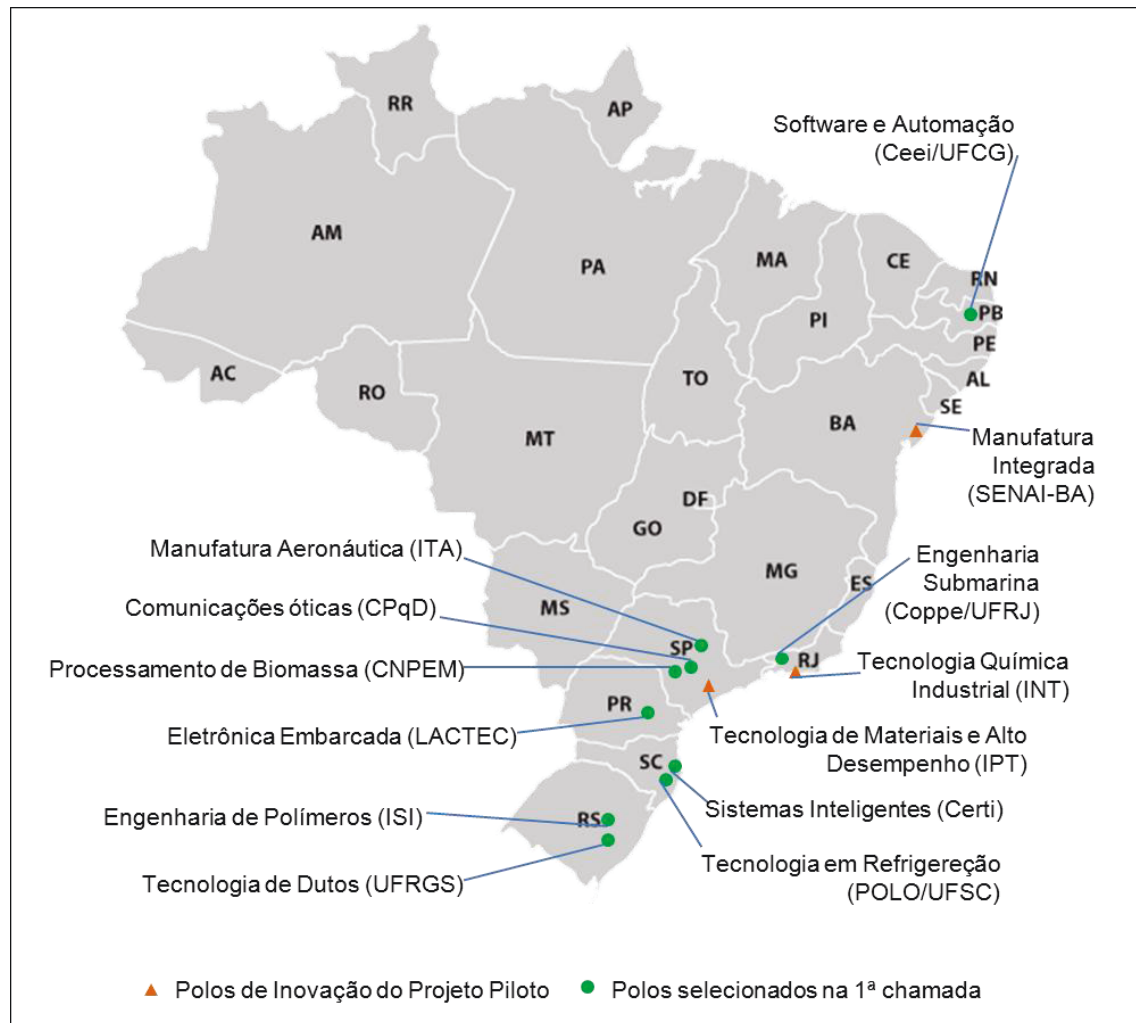 RR
AP
Software e Automação
(Ceei/UFCG)
AM
PA
MA
CE
RN
PB
PI
PE
AC
TO
AL
RO
SE
BA
MT
Manufatura
Integrada
(SENAI-BA)
DF
GO
Manufatura Aeronáutica (ITA)
Engenharia
Submarina
(Coppe/UFRJ)
MG
ES
Comunicações óticas (CPqD)
MS
SP
RJ
Processamento de Biomassa (CNPEM)
Tecnologia Química
Industrial (INT)
PR
Eletrônica Embarcada (LACTEC)
Tecnologia de Materiais e Alto
Desempenho (IPT)
SC
Sistemas Inteligentes (Certi)
Engenharia de Polímeros (ISI)
RS
Tecnologia em Refrigereção
(POLO/UFSC)
Tecnologia de Dutos (UFRGS)
Polos de Inovação do Projeto Piloto
Polos selecionados na 1ª chamada